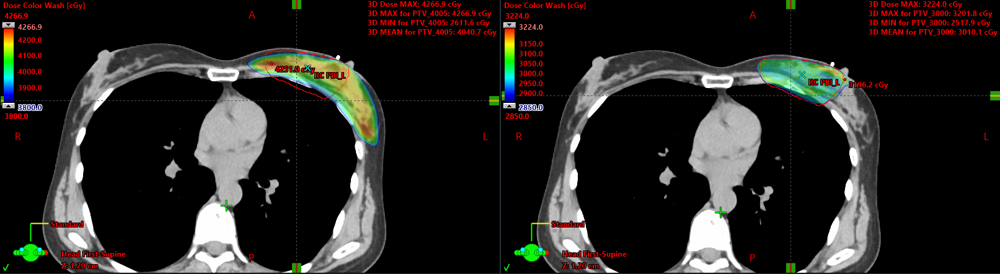 Dose Color Wash [cGy]
4266.9
4266.9
4200.0
4100.0
4000.0
3900.0
3800.0
3800.0
3D Dose MAX: 4266.9 cGy
3D MAX for PTV_4005: 4266.9 cGy
3D MIN for PTV_4005: 2611.6 cGy
3D MEAN for PTV_4005: 4040.7 cGy
A
4251.0 cGy
RC PBI_L
R
L
Standard
Head First-Supine
Z: 1.20 cm
P
Dose Color Wash [cGy]
3224.0
3224.0
3150.0
3100.0
3050.0
3000.0
2950.0
2900.0
2850.0
2850.0
3D Dose MAX: 3224.0 cGy
3D MAX for PTV_3000: 3201.8 cGy
3D MIN for PTV_3000: 2517.9 cGy
3D MEAN for PTV_3000: 3010.1 cGy
A
RC PBI_L
3196.2 cGy
R
L
Standard
Head First-Supine
Z: 1.20 cm
P